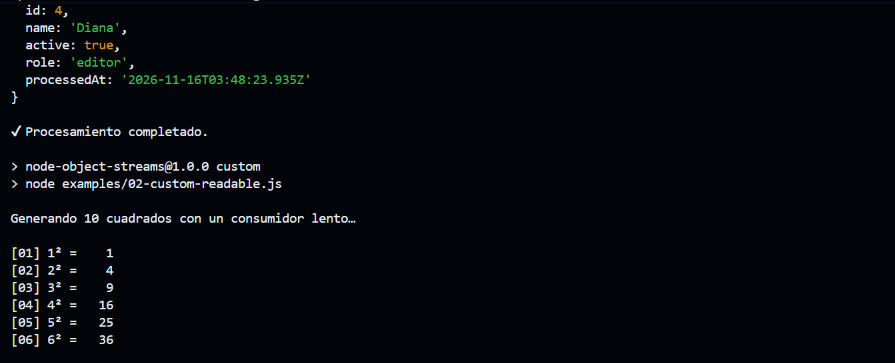 id: 4,
name: 'Diana',
active: true,
role: 'editor',
processedAt: '2026-11-16T03:48:23.935Z'
}
✓ Procesamiento completado.
> node-object-streams@1.0.0 custom
> node examples/02-custom-readable.js
Generando 10 cuadrados con un consumidor lento…
[01] 1² =    1
[02] 2² =    4
[03] 3² =    9
[04] 4² =   16
[05] 5² =   25
[06] 6² =   36